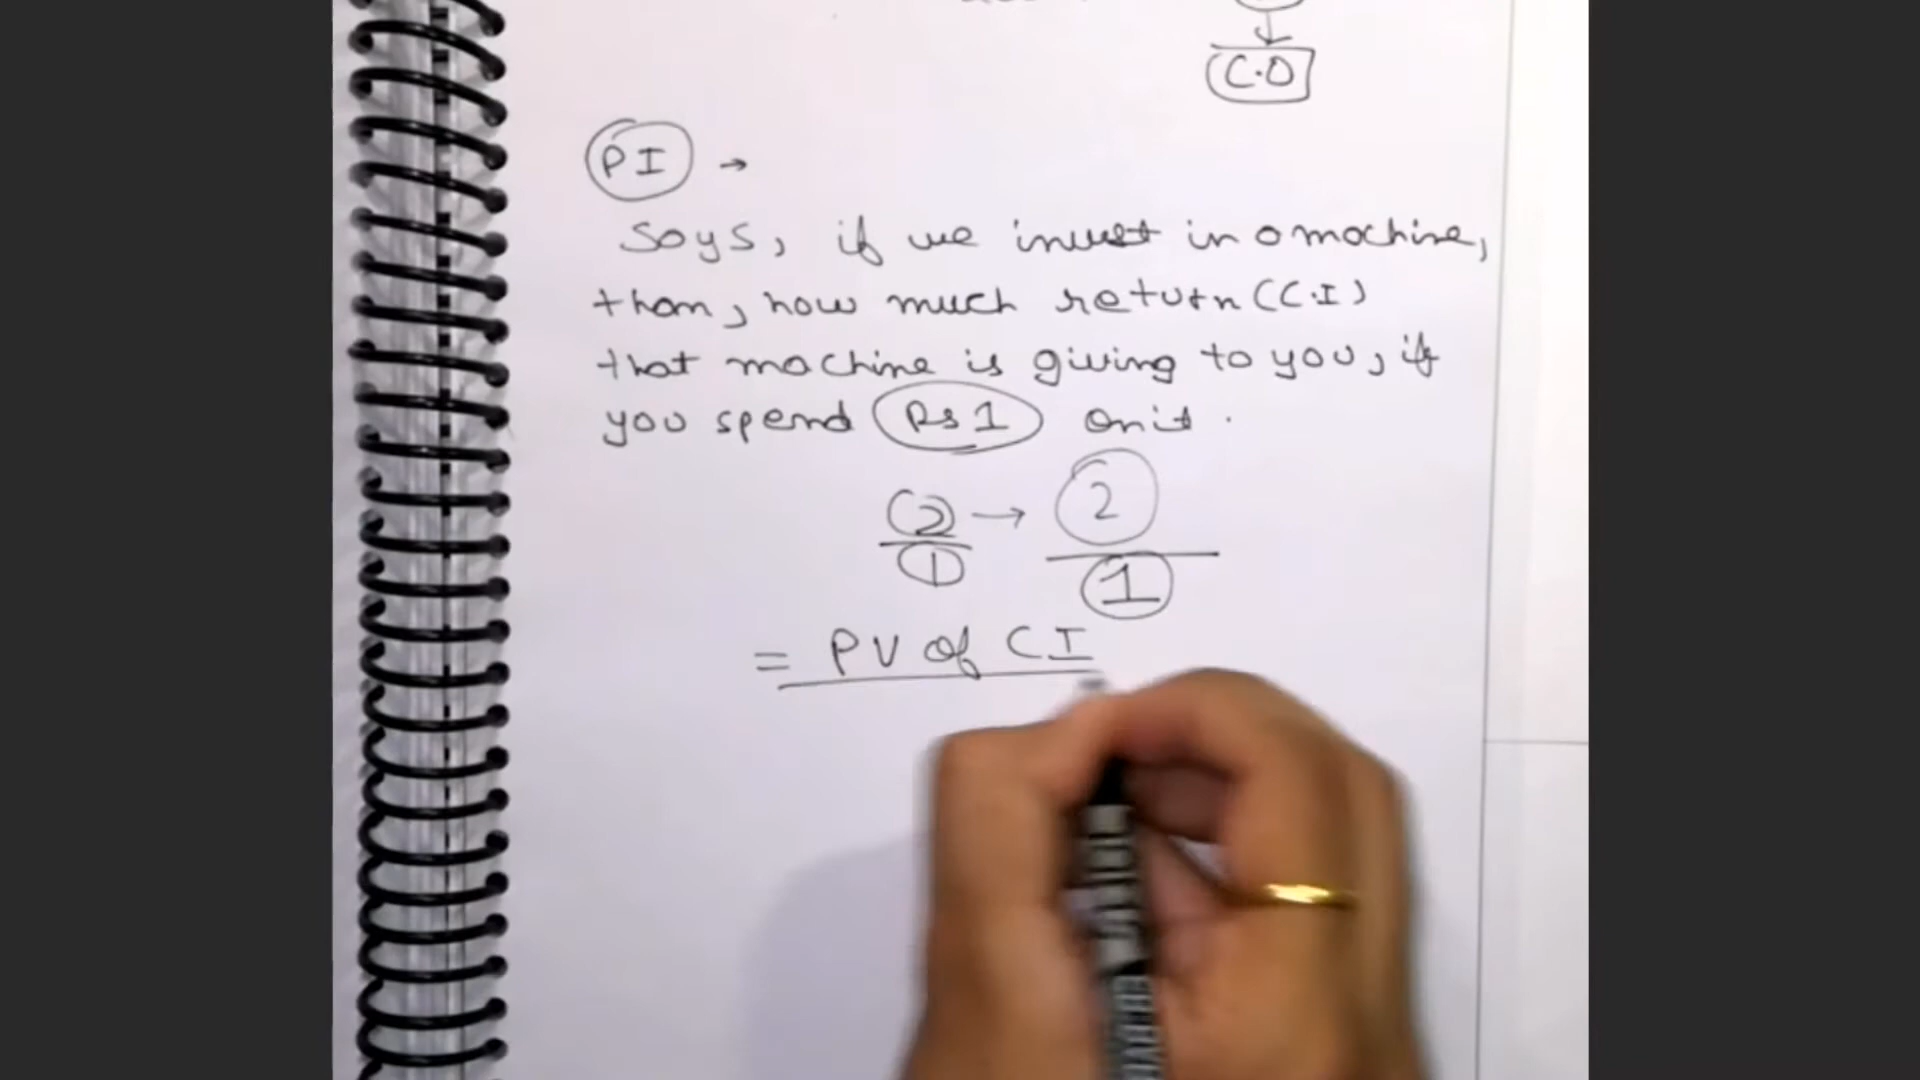 C.O
PI →
says, if we invest in a machine,
then, how much return (C.I)
that machine is giving to you, if
you spend Rs 1 on it.
2 → 2
1 1
= PV of CI